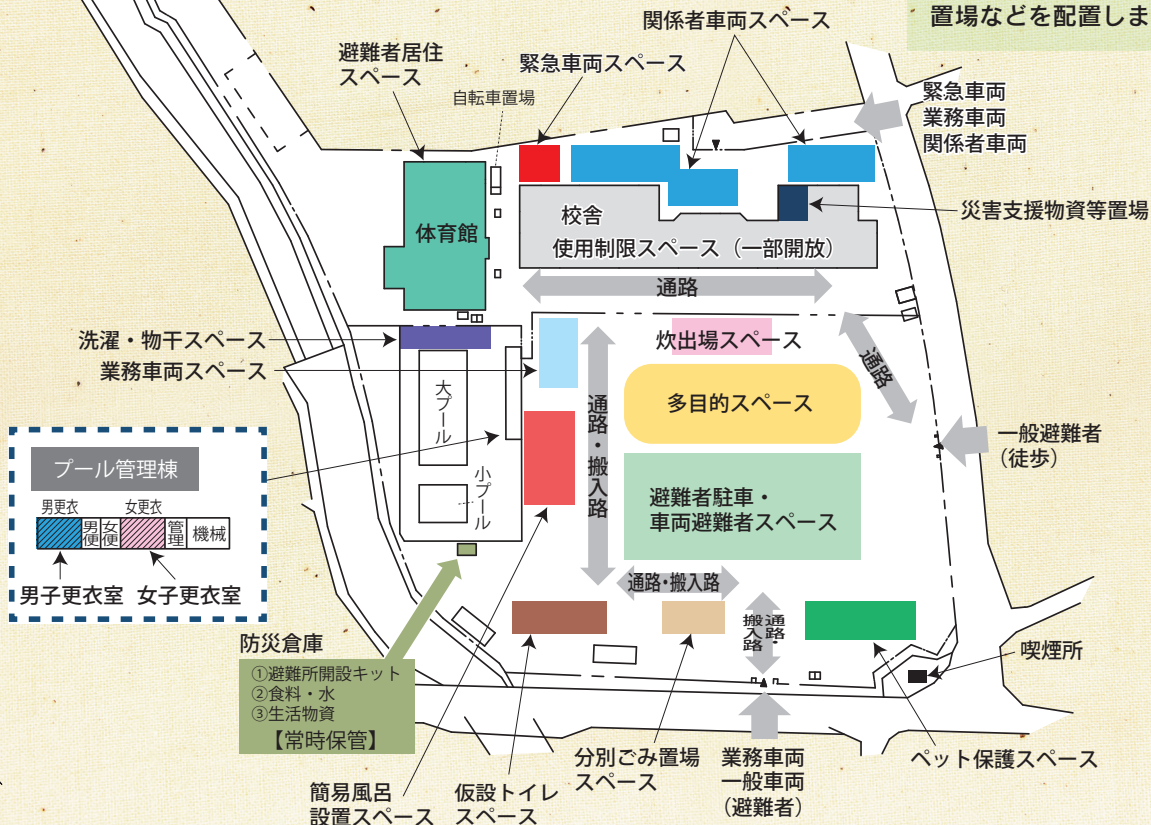 置場などを配置しま
関係者車両スペース
避難者居住
スペース
緊急車両スペース
自転車置場
緊急車両
業務車両
関係者車両
体育館
校舎
使用制限スペース（一部開放）
災害支援物資等置場
通路
洗濯・物干スペース
業務車両スペース
炊出場スペース
通路
大プール
小プール
通路・搬入路
多目的スペース
一般避難者
（徒歩）
避難者駐車・
車両避難者スペース
プール管理棟
男更衣
女更衣
男便
女便
管理
機械
男子更衣室
女子更衣室
通路・搬入路
通路・
搬入路
防災倉庫
①避難所開設キット
②食料・水
③生活物資
【常時保管】
喫煙所
簡易風呂
設置スペース
仮設トイレ
スペース
分別ごみ置場
スペース
業務車両
一般車両
（避難者）
ペット保護スペース